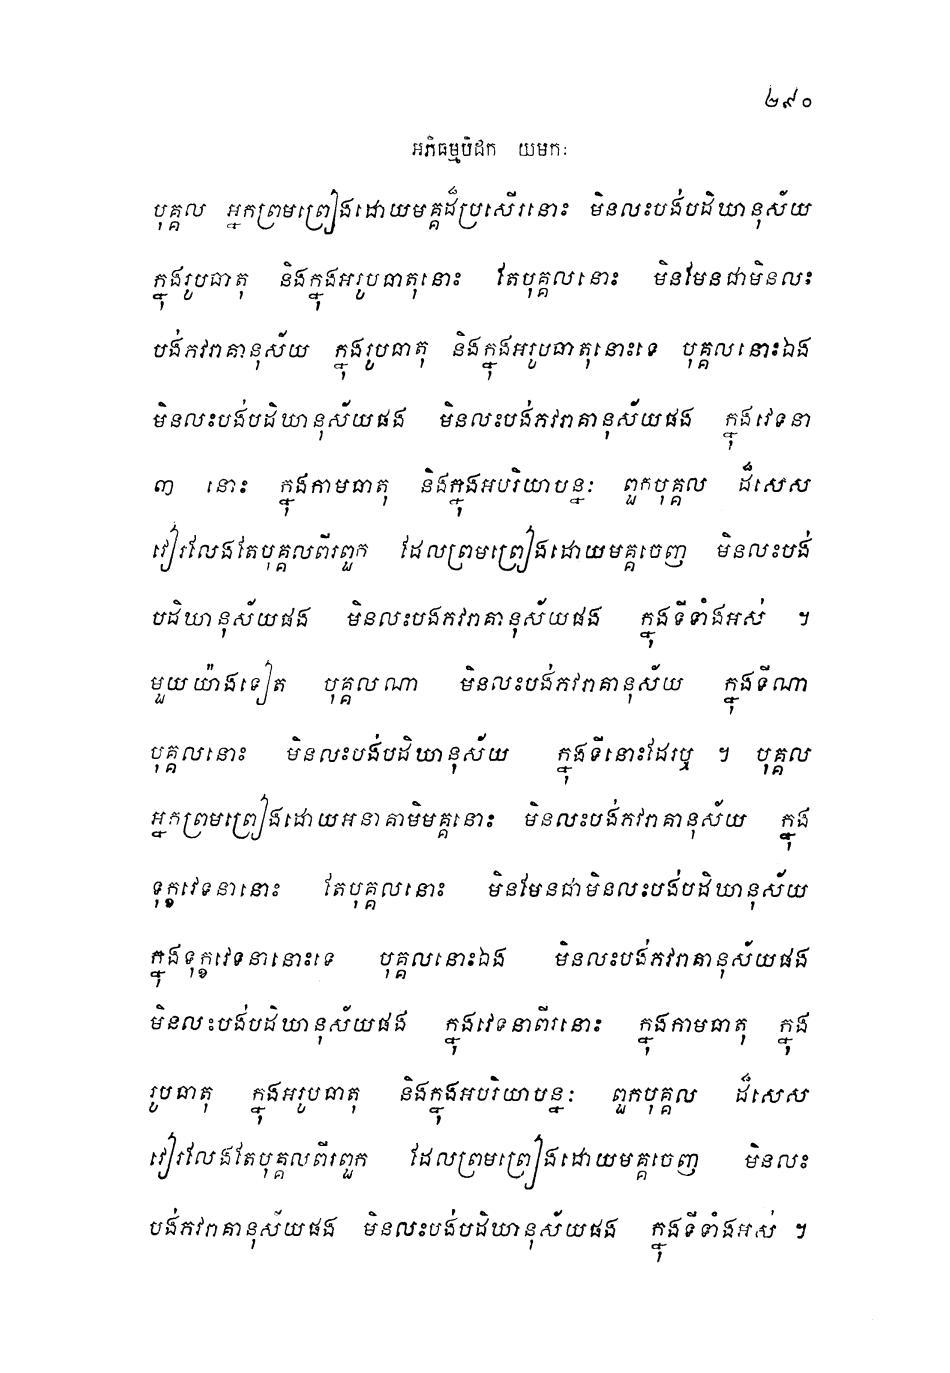 ២៩០
អភិធម្មបិដក យមកៈ
បុគ្គល អ្នកព្រមព្រៀងដោយមគ្គដ៏ប្រសើរនោះ មិនលះបង់បដិឃានុស័យ
ក្នុងរូបធាតុ និងក្នុងអរូបធាតុនោះ តែបុគ្គលនោះ មិនមែនជាមិនលះ
បង់ភវរាគានុស័យ ក្នុងរូបធាតុ និងក្នុងអរូបធាតុនោះទេ បុគ្គលនោះឯង
មិនលះបង់បដិឃានុស័យផង មិនលះបង់ភវរាគានុស័យផង ក្នុងវេទនា
៣ នោះ ក្នុងកាមធាតុ និងក្នុងអបរិយាបន្នៈ ពួកបុគ្គល ដ៏សេស
វៀរលែងតែបុគ្គលពីរពួក ដែលព្រមព្រៀងដោយមគ្គចេញ មិនលះបង់
បដិឃានុស័យផង មិនលះបងភវរាគានុស័យផង ក្នុងទីទាំងអស់ ។
មួយយ៉ាងទៀត បុគ្គលណា មិនលះបង់ភវរាគានុស័យ ក្នុងទីណា
បុគ្គលនោះ មិនលះបង់បដិឃានុស័យ ក្នុងទីនោះដែរឬ ។ បុគ្គល
អ្នកព្រមព្រៀងដោយអនាគាមិមគ្គនោះ មិនលះបង់ភវរាគានុស័យ ក្នុង
ទុក្ខវេទនានោះ តែបុគ្គលនោះ មិនមែនជាមិនលះបង់បដិឃានុស័យ
ក្នុងទុក្ខវេទនានោះទេ បុគ្គលនោះឯង មិនលះបង់ភវរាគានុស័យផង
មិនលះបង់បដិឃានុស័យផង ក្នុងវេទនាពីរនោះ ក្នុងកាមធាតុ ក្នុង
រូបធាតុ ក្នុងអរូបធាតុ និងក្នុងអបរិយាបន្នៈ ពួកបុគ្គល ដ៏សេស
វៀរលែងតែបុគ្គលពីរពួក ដែលព្រមព្រៀងដោយមគ្គចេញ មិនលះ
បង់ភវរាគានុស័យផង មិនលះបង់បដិឃានុស័យផង ក្នុងទីទាំងអស់ ។